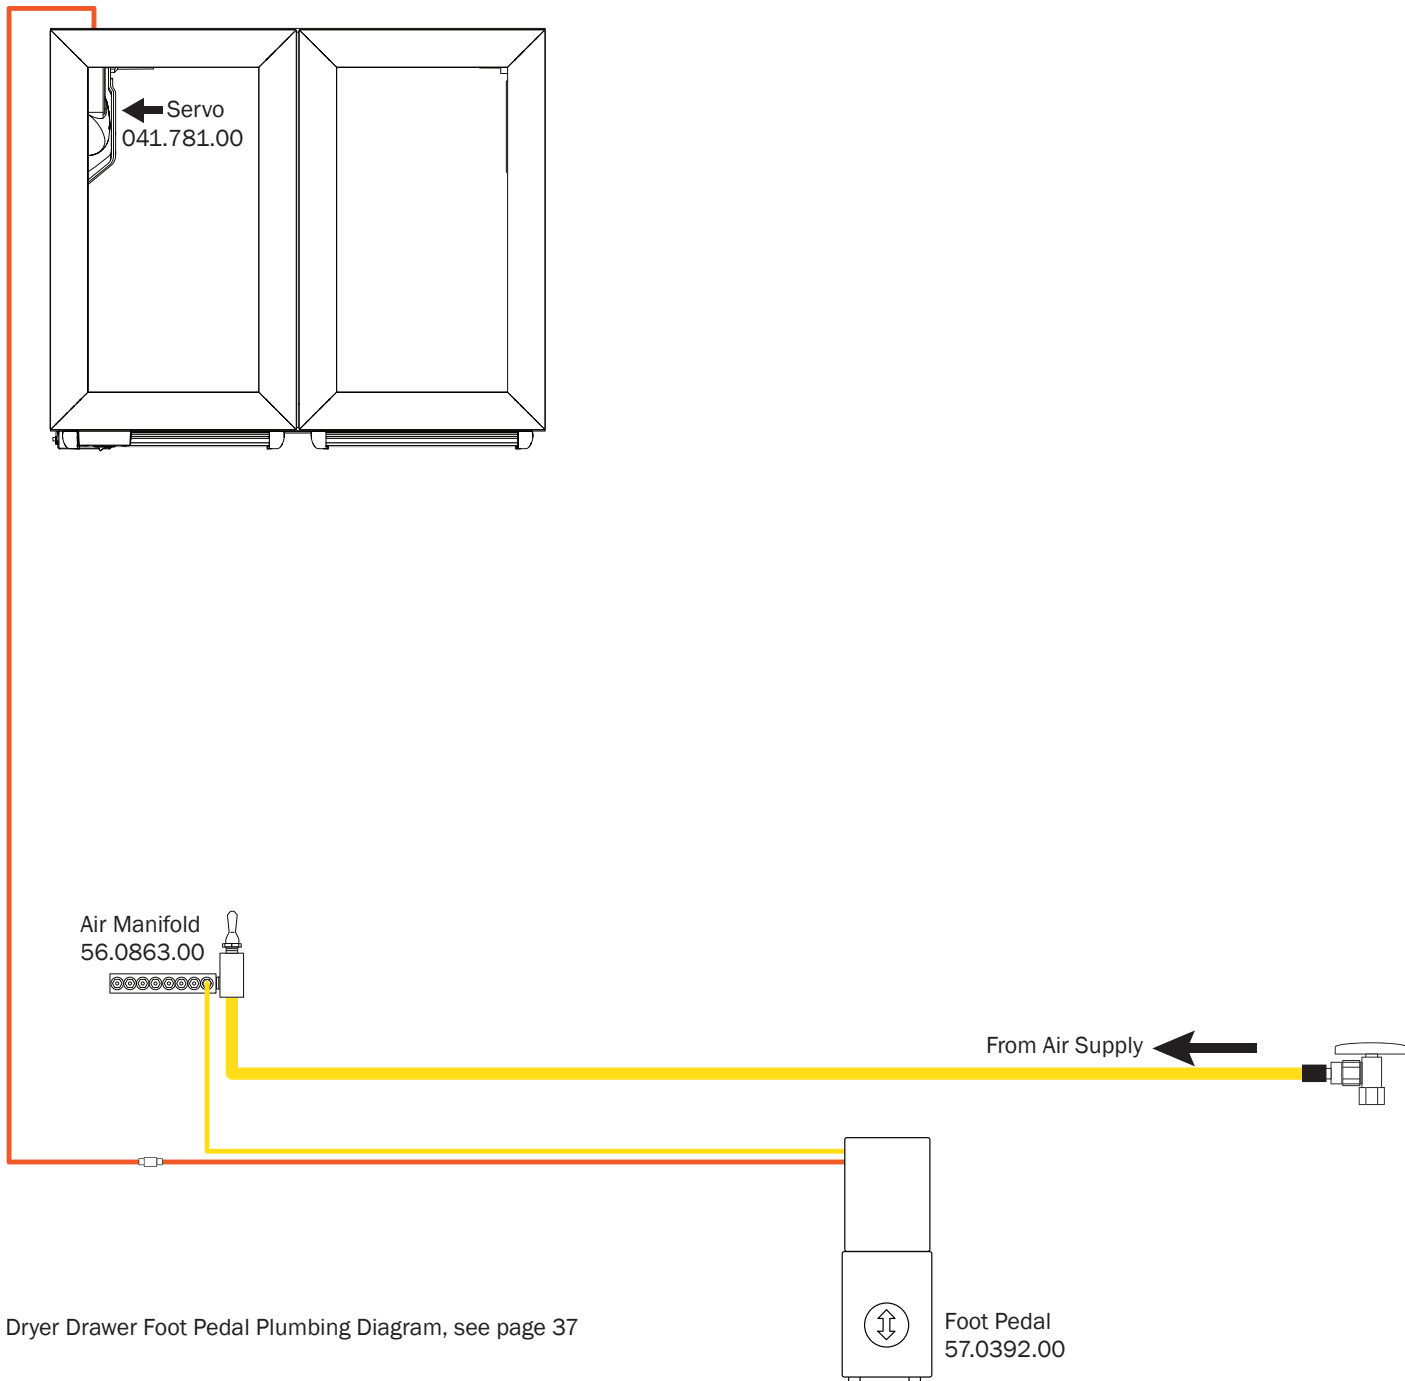 Servo
041.781.00
Air Manifold
56.0863.00
From Air Supply
Foot Pedal
57.0392.00
Dryer Drawer Foot Pedal Plumbing Diagram, see page 37